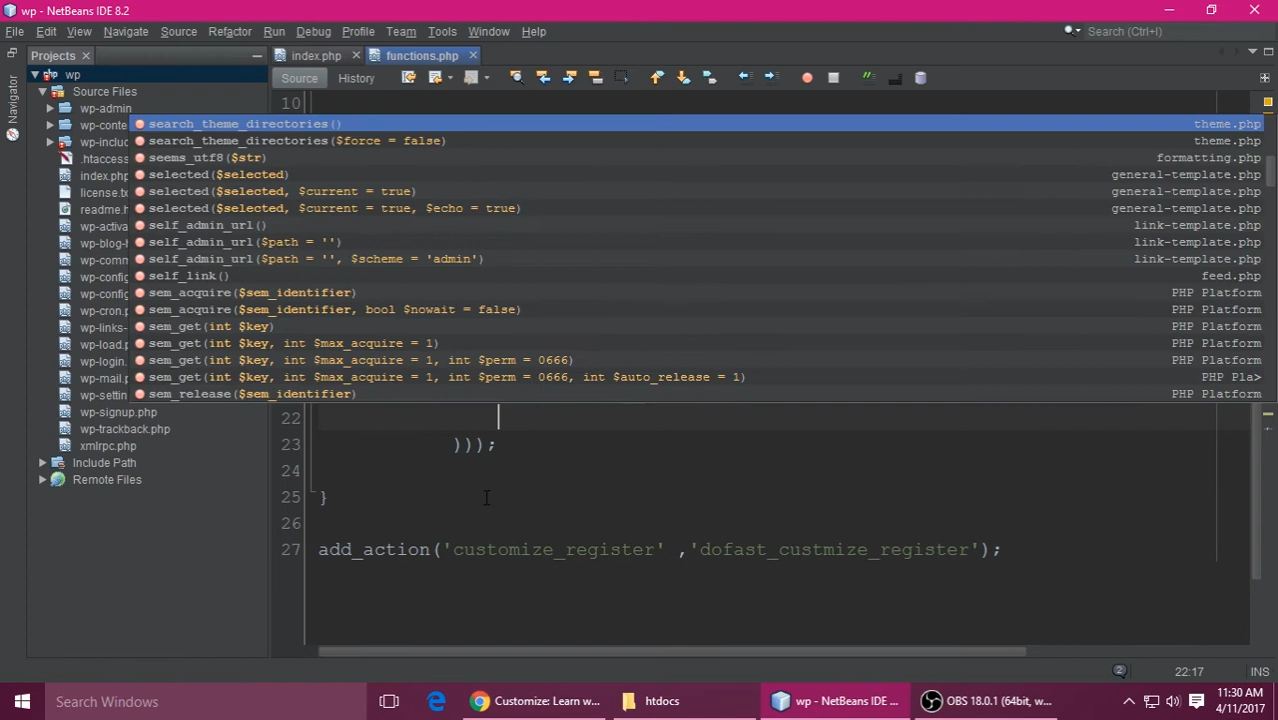 wp - NetBeans IDE 8.2
File Edit View Navigate Source Refactor Run Debug Profile Team Tools Window Help
Search (Ctrl+I)
Projects
index.php functions.php
Navigator
wp
Source History
Source Files
10
wp-admin
wp-conte
search_theme_directories() theme.php
wp-includ
search_theme_directories($force = false) theme.php
.htaccess
seems_utf8($str) formatting.php
index.php
selected($selected) general-template.php
license.tx
selected($selected, $current = true) general-template.php
readme.h
selected($selected, $current = true, $echo = true) general-template.php
wp-activa
self_admin_url() link-template.php
wp-blog-h
self_admin_url($path = '') link-template.php
wp-comm
self_admin_url($path = '', $scheme = 'admin') link-template.php
wp-config
self_link() feed.php
wp-config
sem_acquire($sem_identifier) PHP Platform
wp-cron.p
sem_acquire($sem_identifier, bool $nowait = false) PHP Platform
wp-links-
sem_get(int $key) PHP Platform
wp-load.p
sem_get(int $key, int $max_acquire = 1) PHP Platform
wp-login.
sem_get(int $key, int $max_acquire = 1, int $perm = 0666) PHP Platform
wp-mail.p
sem_get(int $key, int $max_acquire = 1, int $perm = 0666, int $auto_release = 1) PHP Pla>
wp-settin
sem_release($sem_identifier) PHP Platform
wp-signup.php
22
wp-trackback.php
xmlrpc.php
23 )));
Include Path
24
Remote Files
25 }
26
27 add_action('customize_register' ,'dofast_custmize_register');
2
22:17 INS
Search Windows
Customize: Learn w...
htdocs
wp - NetBeans IDE ...
OBS 18.0.1 (64bit, w...
11:30 AM
4/11/2017